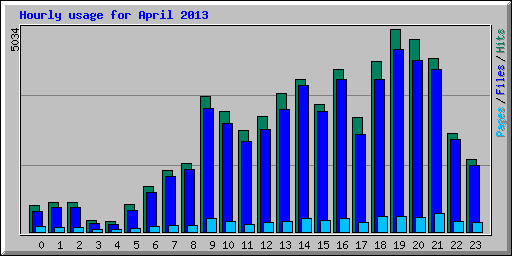 Hourly usage for April 2013
5034
Pages / Files / Hits
0 1 2 3 4 5 6 7 8 9 10 11 12 13 14 15 16 17 18 19 20 21 22 23